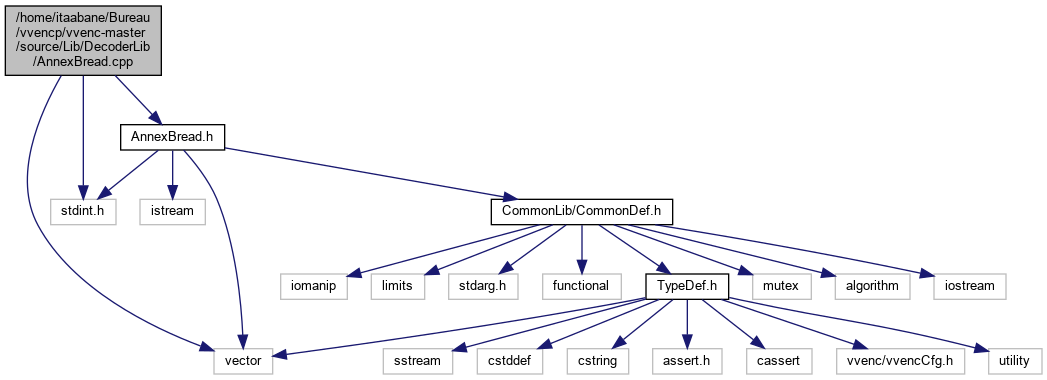 /home/itaabane/Bureau
/vvencp/vvenc-master
/source/Lib/DecoderLib
/AnnexBread.cpp
AnnexBread.h
stdint.h
istream
CommonLib/CommonDef.h
iomanip
limits
stdarg.h
functional
TypeDef.h
mutex
algorithm
iostream
vector
sstream
cstddef
cstring
assert.h
cassert
vvenc/vvencCfg.h
utility